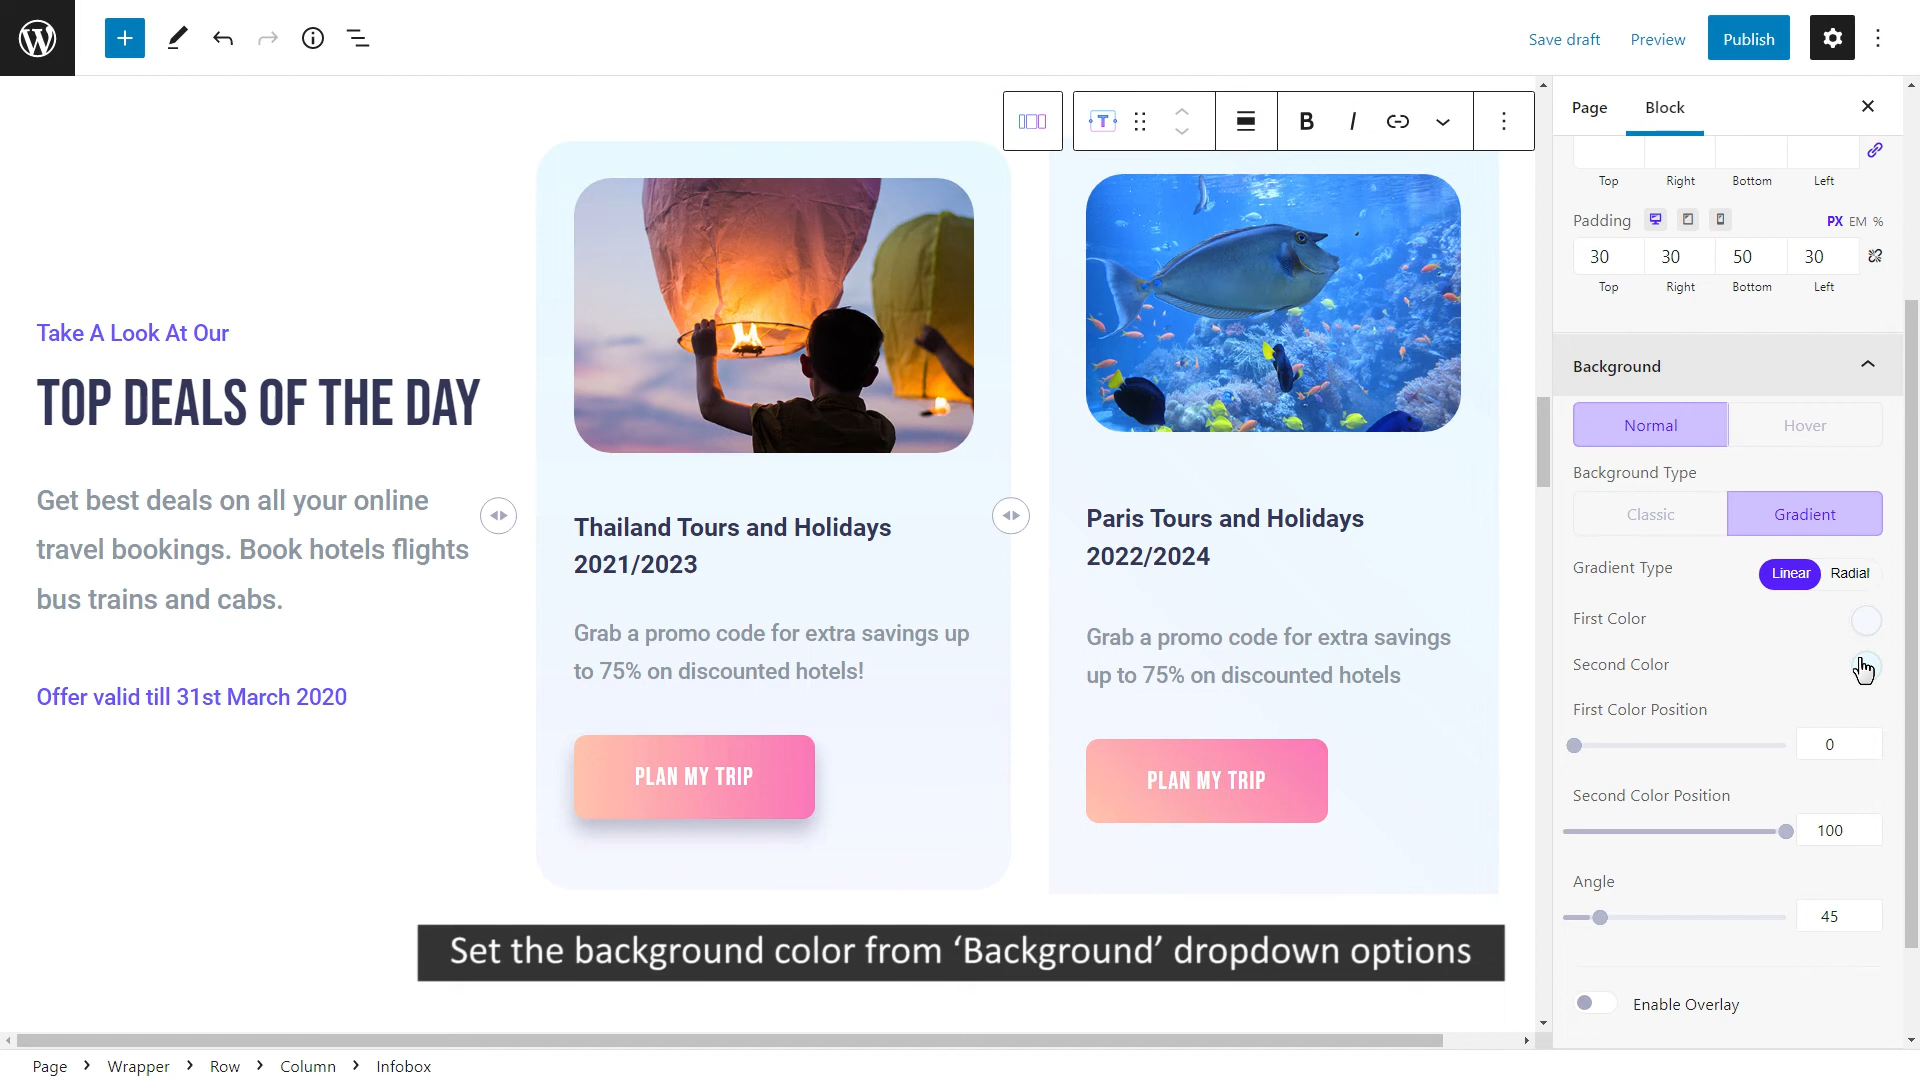 Save draft
Preview
Publish
Page
Block
Top Right Bottom Left
Padding
PX EM %
30 30 50 30
Top Right Bottom Left
Background
Normal
Hover
Background Type
Classic
Gradient
Gradient Type
Linear
Radial
First Color
Second Color
First Color Position
0
Second Color Position
100
Angle
45
Enable Overlay
T
B I
Take A Look At Our
TOP DEALS OF THE DAY
Get best deals on all your online
travel bookings. Book hotels flights
bus trains and cabs.
Offer valid till 31st March 2020
Thailand Tours and Holidays
2021/2023
Grab a promo code for extra savings up
to 75% on discounted hotels!
PLAN MY TRIP
Paris Tours and Holidays
2022/2024
Grab a promo code for extra savings
up to 75% on discounted hotels
PLAN MY TRIP
Set the background color from ‘Background’ dropdown options
Page > Wrapper > Row > Column > Infobox